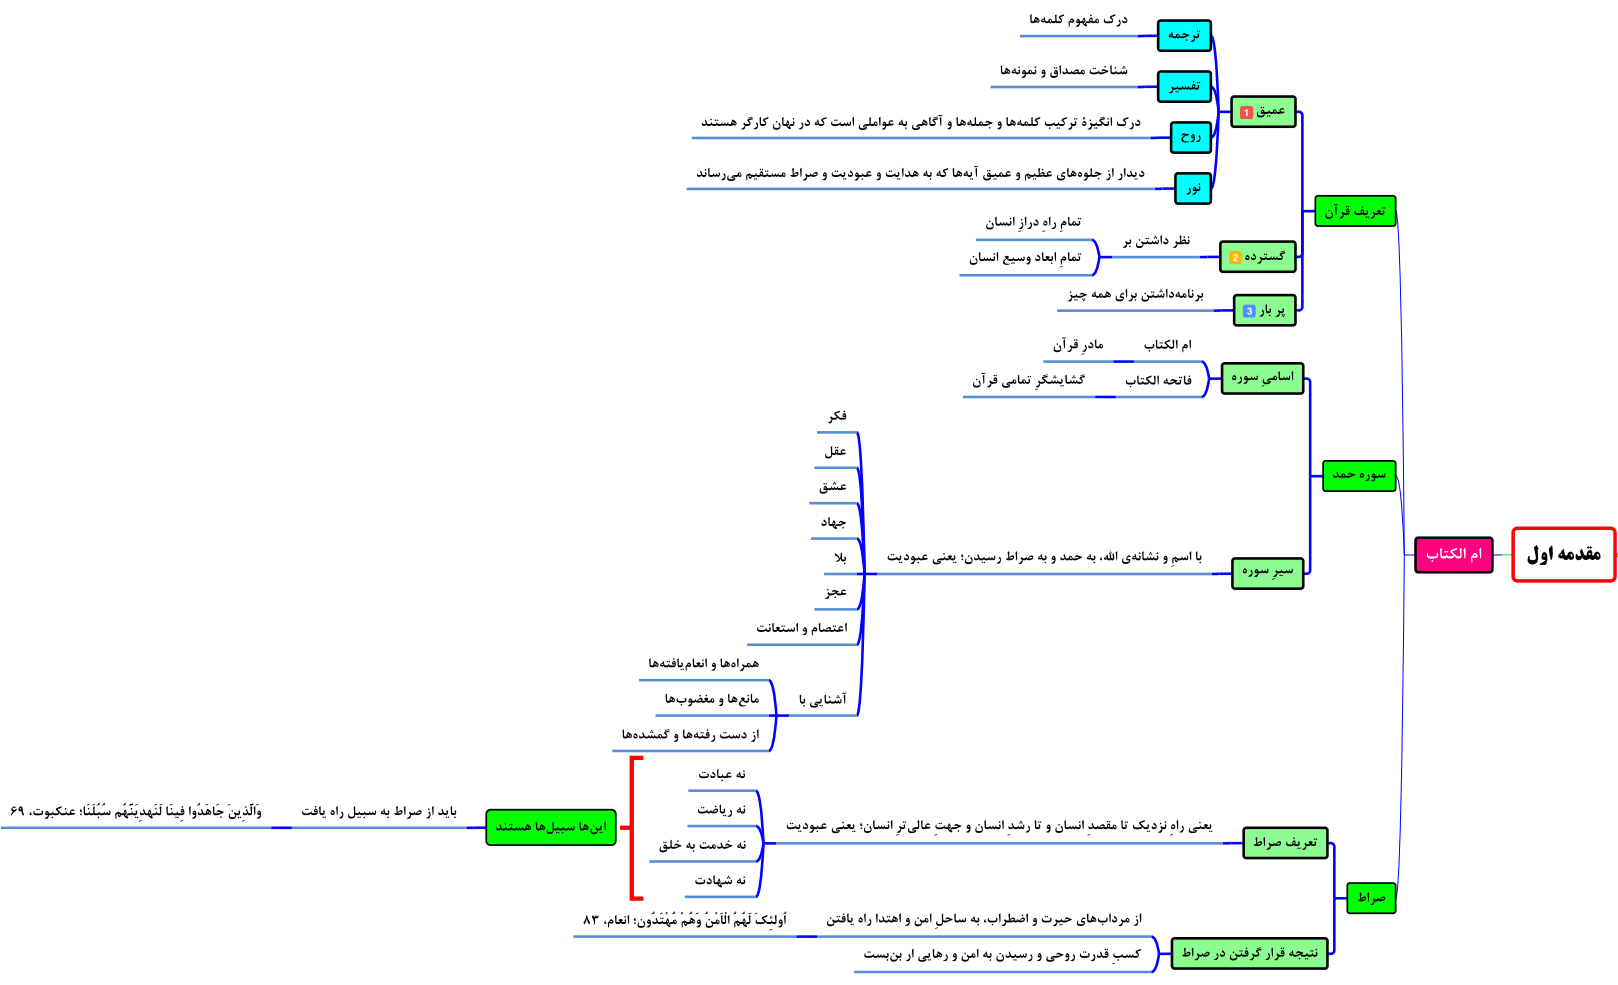 مقدمه اول
ام الکتاب
تعریف قرآن
عمیق 1
ترجمه
درک مفهوم کلمه‌ها
تفسیر
شناخت مصداق و نمونه‌ها
روح
درک انگیزهٔ ترکیب کلمه‌ها و جمله‌ها و آگاهی به عواملی است که در نهان کارگر هستند
نور
دیدار از جلوه‌های عظیم و عمیق آیه‌ها که به هدایت و عبودیت و صراط مستقیم می‌رساند
گسترده 2
نظر داشتن بر
تمامِ راهِ درازِ انسان
تمامِ ابعاد وسیع انسان
پر بار 3
برنامه‌داشتن برای همه چیز
سوره حمد
اسامیِ سوره
ام الکتاب
مادرِ قرآن
فاتحه الکتاب
گشایشگرِ تمامی قرآن
سیرِ سوره
با اسمِ و نشانه‌ی الله، به حمد و به صراط رسیدن؛ یعنی عبودیت
فکر
عقل
عشق
جهاد
بلا
عجز
اعتصام و استعانت
آشنایی با
همراه‌ها و انعام‌یافته‌ها
مانع‌ها و مغضوب‌ها
از دست رفته‌ها و گمشده‌ها
صراط
تعریف صراط
یعنی راهِ نزدیک تا مقصدِ انسان و تا رشدِ انسان و جهتِ عالی‌ترِ انسان؛ یعنی عبودیت
نه عبادت
نه ریاضت
نه خدمت به خلق
نه شهادت
این‌ها سبیل‌ها هستند
باید از صراط به سبیل راه یافت
وَالَّذِينَ جَاهَدُوا فِينَا لَنَهدِيَنَّهُم سُبُلَنَا؛ عنکبوت، ۶۹
نتیجه قرار گرفتن در صراط
از مرداب‌های حیرت و اضطراب، به ساحلِ امن و اهتدا راه یافتن
أُولئِکَ لَهُمُ الْأَمْنُ وَهُمْ مُهْتَدُون؛ انعام، ۸۳
کسبِ قدرت روحی و رسیدن به امن و رهایی ار بن‌بست